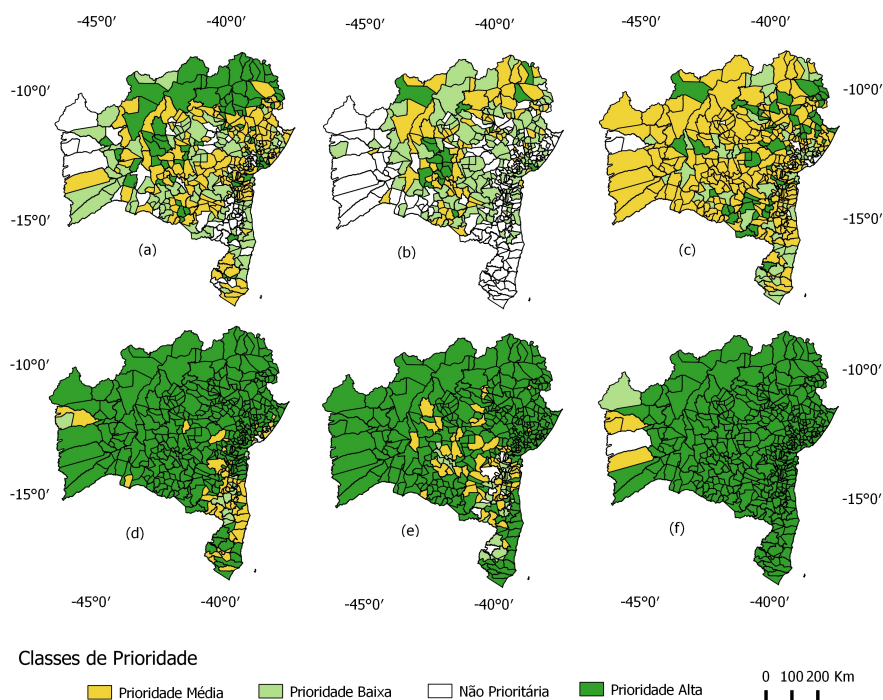 -45°0′ -40°0′ -45°0′ -40°0′ -45°0′ -40°0′
-10°0′ -10°0′
-15°0′ -15°0′
(a) (b) (c)
-10°0′ -10°0′
-15°0′ -15°0′
(d) (e) (f)
-45°0′ -40°0′ -45°0′ -40°0′ -45°0′ -40°0′
Classes de Prioridade
Prioridade Média Prioridade Baixa Não Prioritária Prioridade Alta
0 100 200 Km